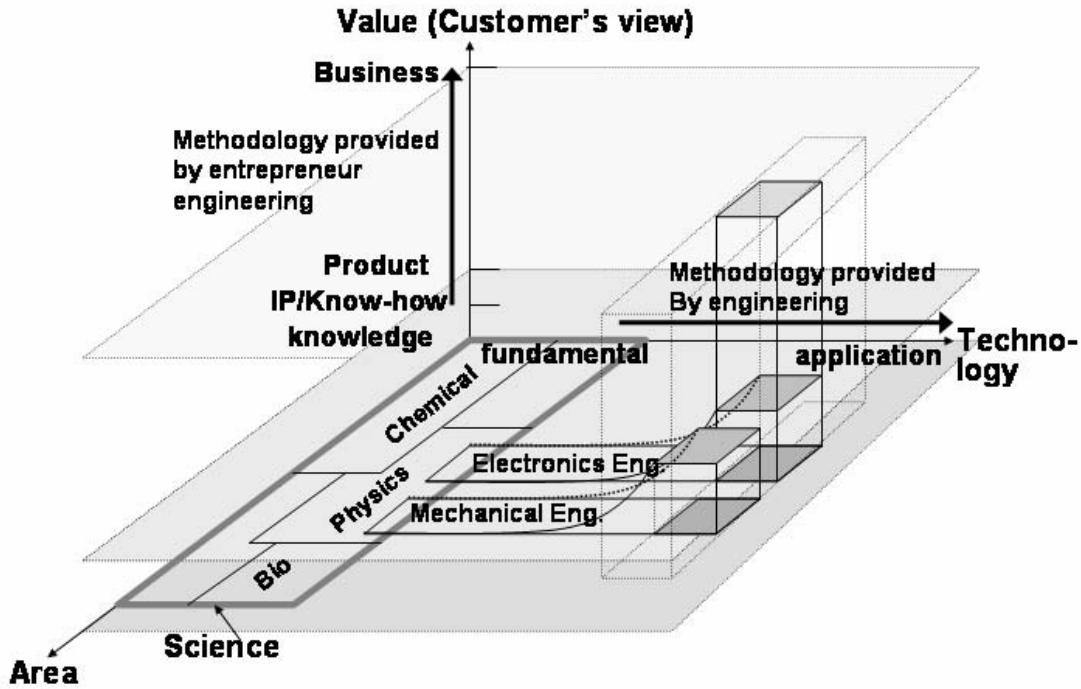 Value (Customer's view)
Business
Methodology provided
by entrepreneur
engineering
Product
IP/Know-how
knowledge
Methodology provided
By engineering
fundamental
application
Techno-
logy
Chemical
Physics
Bio
Electronics Eng.
Mechanical Eng.
Science
Area